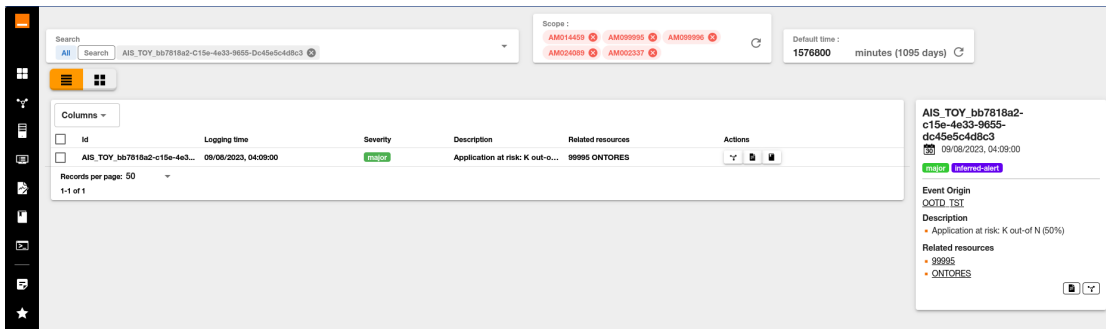 Search
All Search AIS_TOY_bb7818a2-C15e-4e33-9655-Dc45e5c4d8c3
Scope :
AM014459 AM099995 AM099996
AM024089 AM002337
Default time :
1576800 minutes (1095 days)
Columns
Id Logging time Severity Description Related resources Actions
AIS_TOY_bb7818a2-c15e-4e3... 09/08/2023, 04:09:00 major Application at risk: K out-o... 99995 ONTORES
Records per page: 50
1-1 of 1
AIS_TOY_bb7818a2-
c15e-4e33-9655-
dc45e5c4d8c3
30 09/08/2023, 04:09:00
major inferred-alert
Event Origin
OOTD_TST
Description
• Application at risk: K out-of N (50%)
Related resources
• 99995
• ONTORES